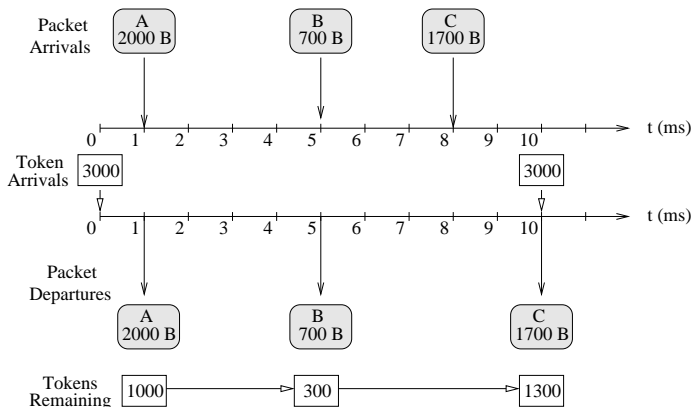 Packet
Arrivals
A
2000 B
B
700 B
C
1700 B
0 1 2 3 4 5 6 7 8 9 10
t (ms)
Token
Arrivals
3000
3000
0 1 2 3 4 5 6 7 8 9 10
t (ms)
Packet
Departures
A
2000 B
B
700 B
C
1700 B
Tokens
Remaining
1000
300
1300